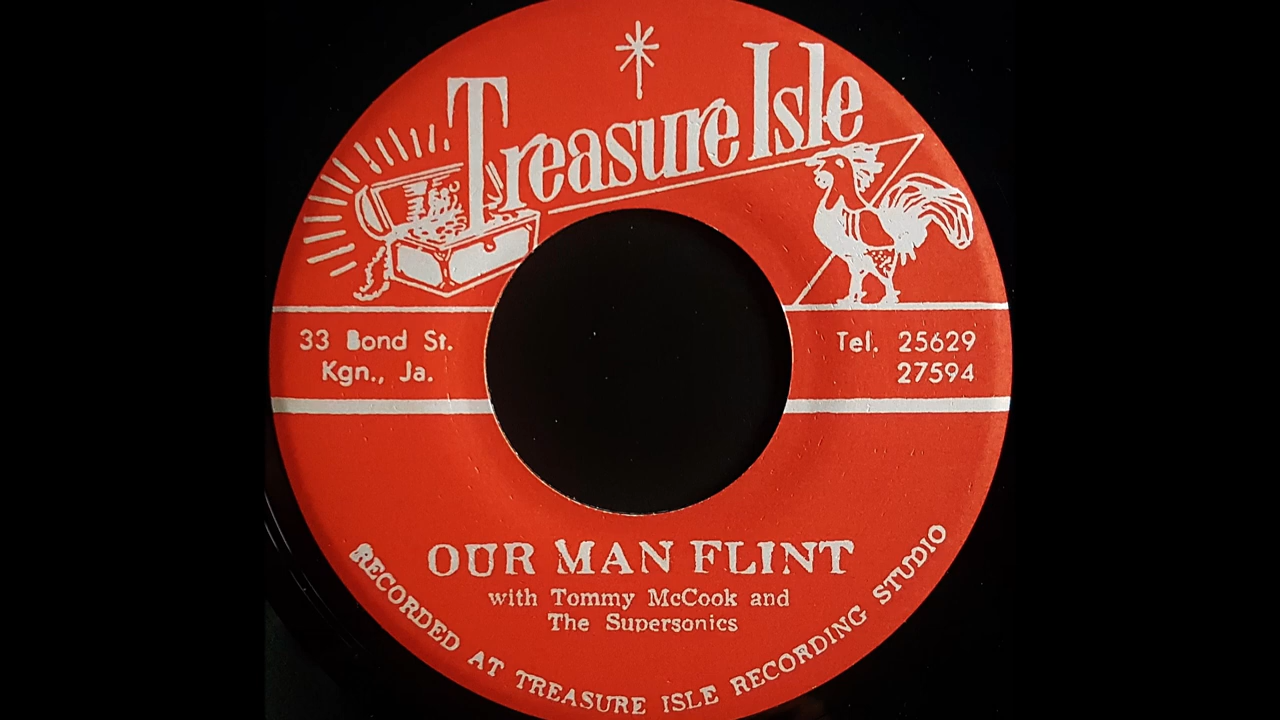 Treasure Isle
33 Bond St.
Kgn., Ja.
Tel. 25629
27594
OUR MAN FLINT
with Tommy McCook and
The Supersonics
RECORDED AT TREASURE ISLE RECORDING STUDIO